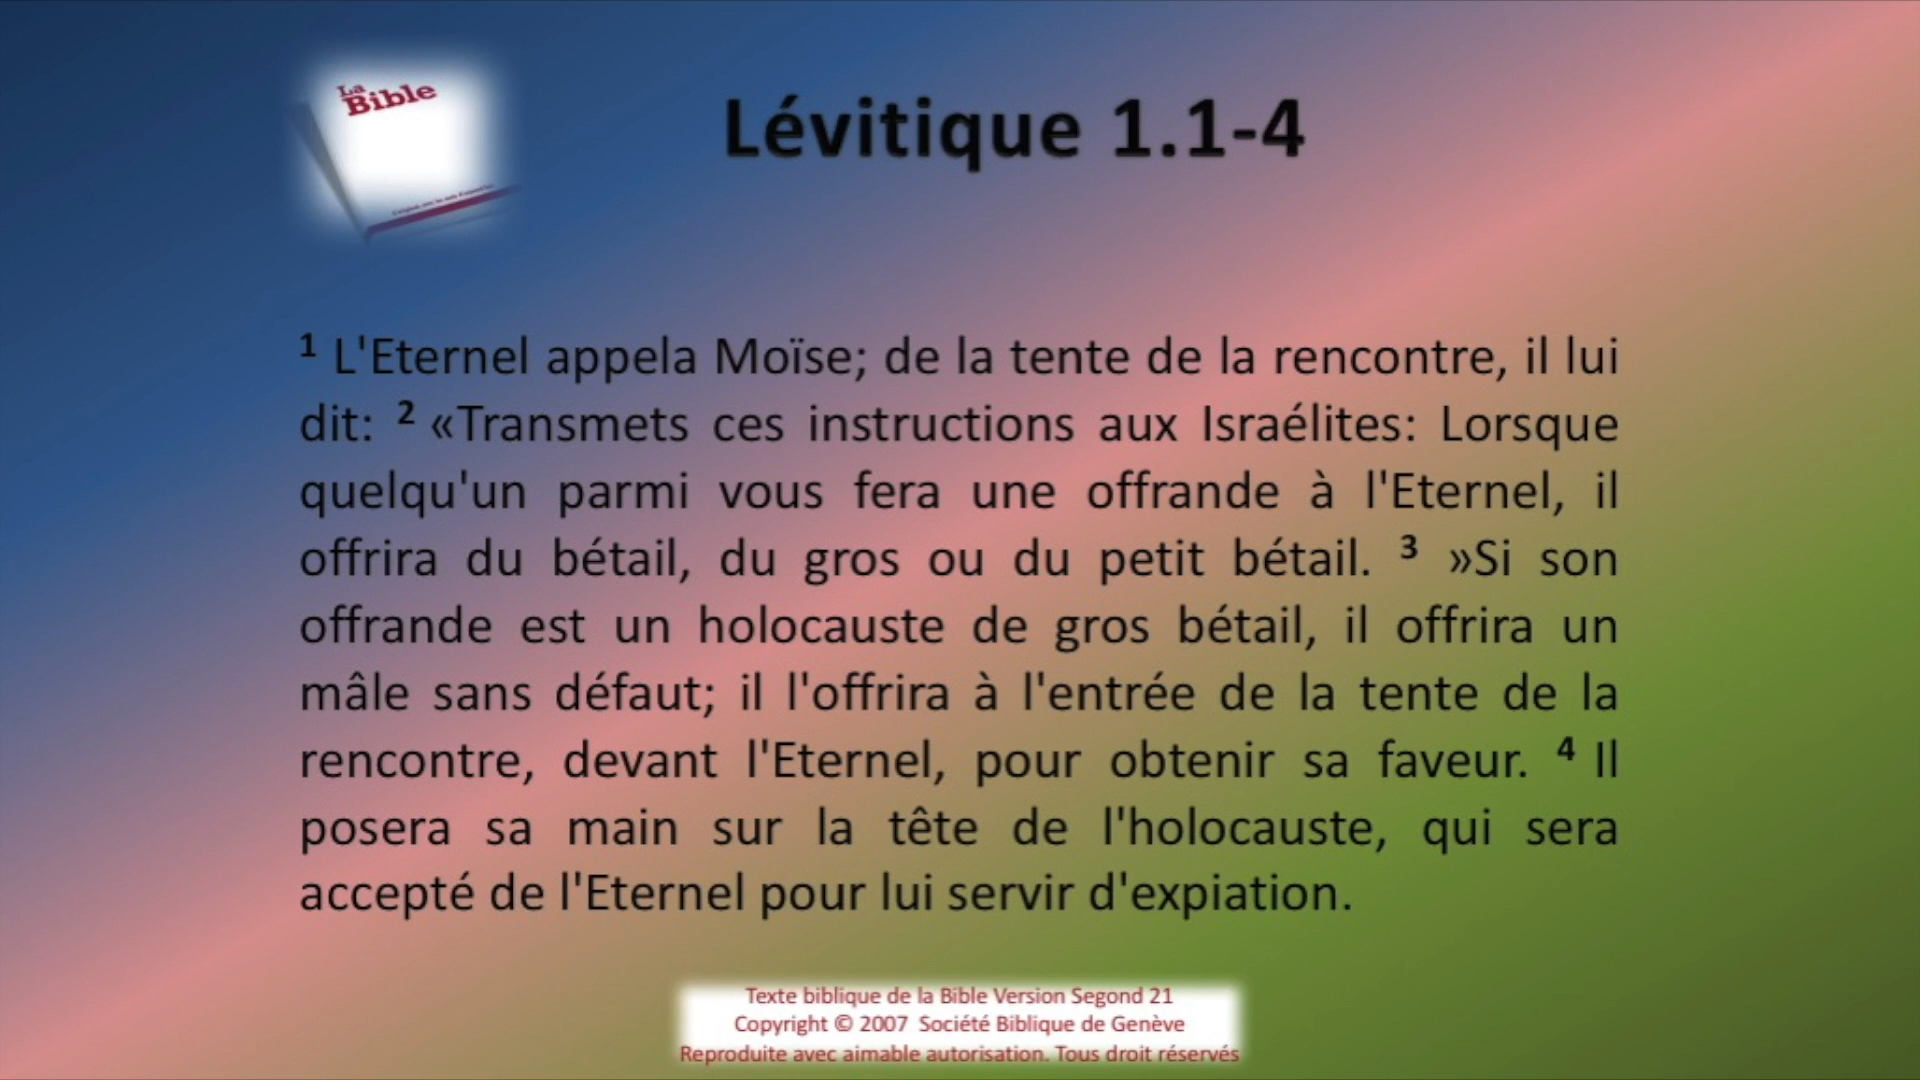 La
Bible
Lévitique 1.1-4
1 L'Eternel appela Moïse; de la tente de la rencontre, il lui
dit: 2 «Transmets ces instructions aux Israélites: Lorsque
quelqu'un parmi vous fera une offrande à l'Eternel, il
offrira du bétail, du gros ou du petit bétail. 3 »Si son
offrande est un holocauste de gros bétail, il offrira un
mâle sans défaut; il l'offrira à l'entrée de la tente de la
rencontre, devant l'Eternel, pour obtenir sa faveur. 4 Il
posera sa main sur la tête de l'holocauste, qui sera
accepté de l'Eternel pour lui servir d'expiation.
Texte biblique de la Bible Version Segond 21
Copyright © 2007 Société Biblique de Genève
Reproduite avec aimable autorisation. Tous droit réservés